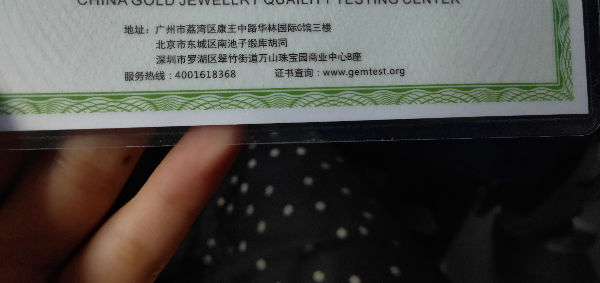 CHINA GOLD JEWELLRY QUALITY TESTING CENTER
地址：广州市荔湾区康王中路华林国际C馆三楼
北京市东城区南池子缎库胡同
深圳市罗湖区翠竹街道万山珠宝园商业中心B座
服务热线：4001618368 证书查询：www.gemtest.org